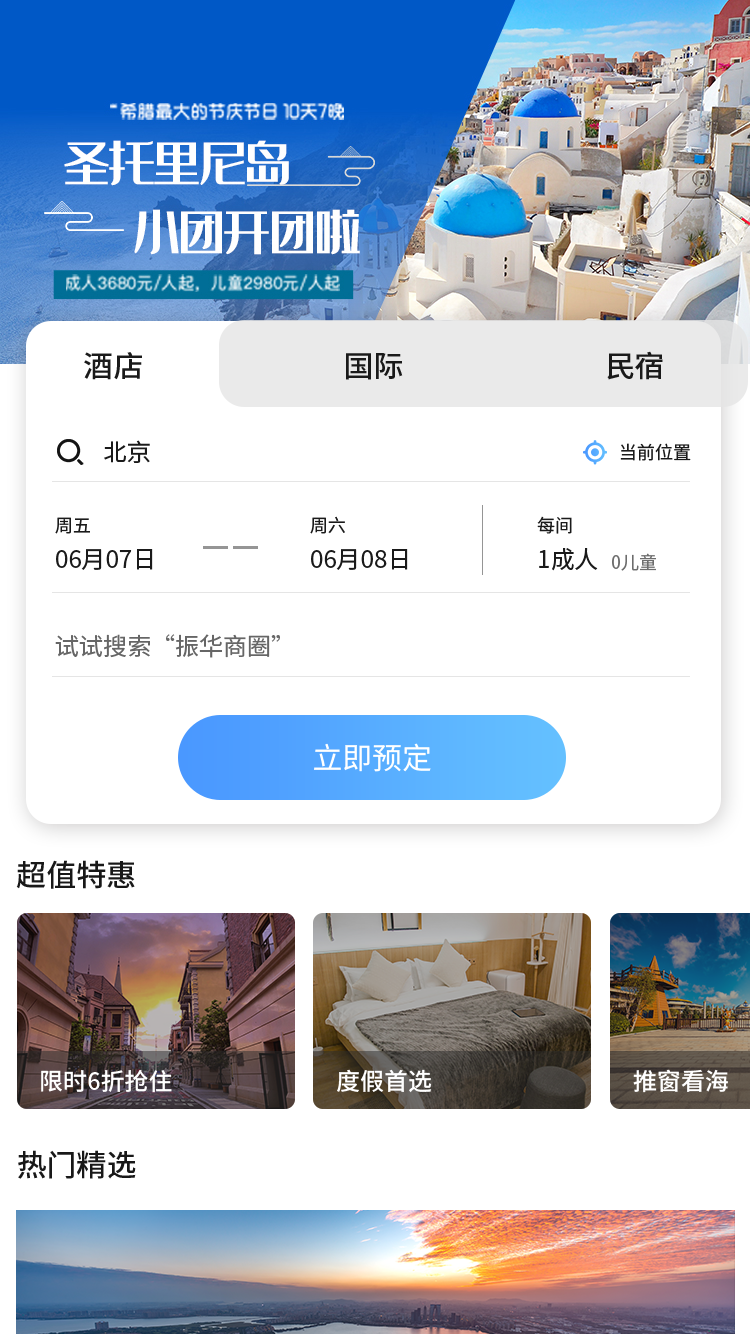 “希腊最大的节庆节日 10天7晚
圣托里尼岛
小团开团啦
成人3680元/人起，儿童2980元/人起
酒店 国际 民宿
北京 当前位置
周五 周六 每间
06月07日 —— 06月08日 1成人 0儿童
试试搜索“振华商圈”
立即预定
超值特惠
限时6折抢住 度假首选 推窗看海
热门精选